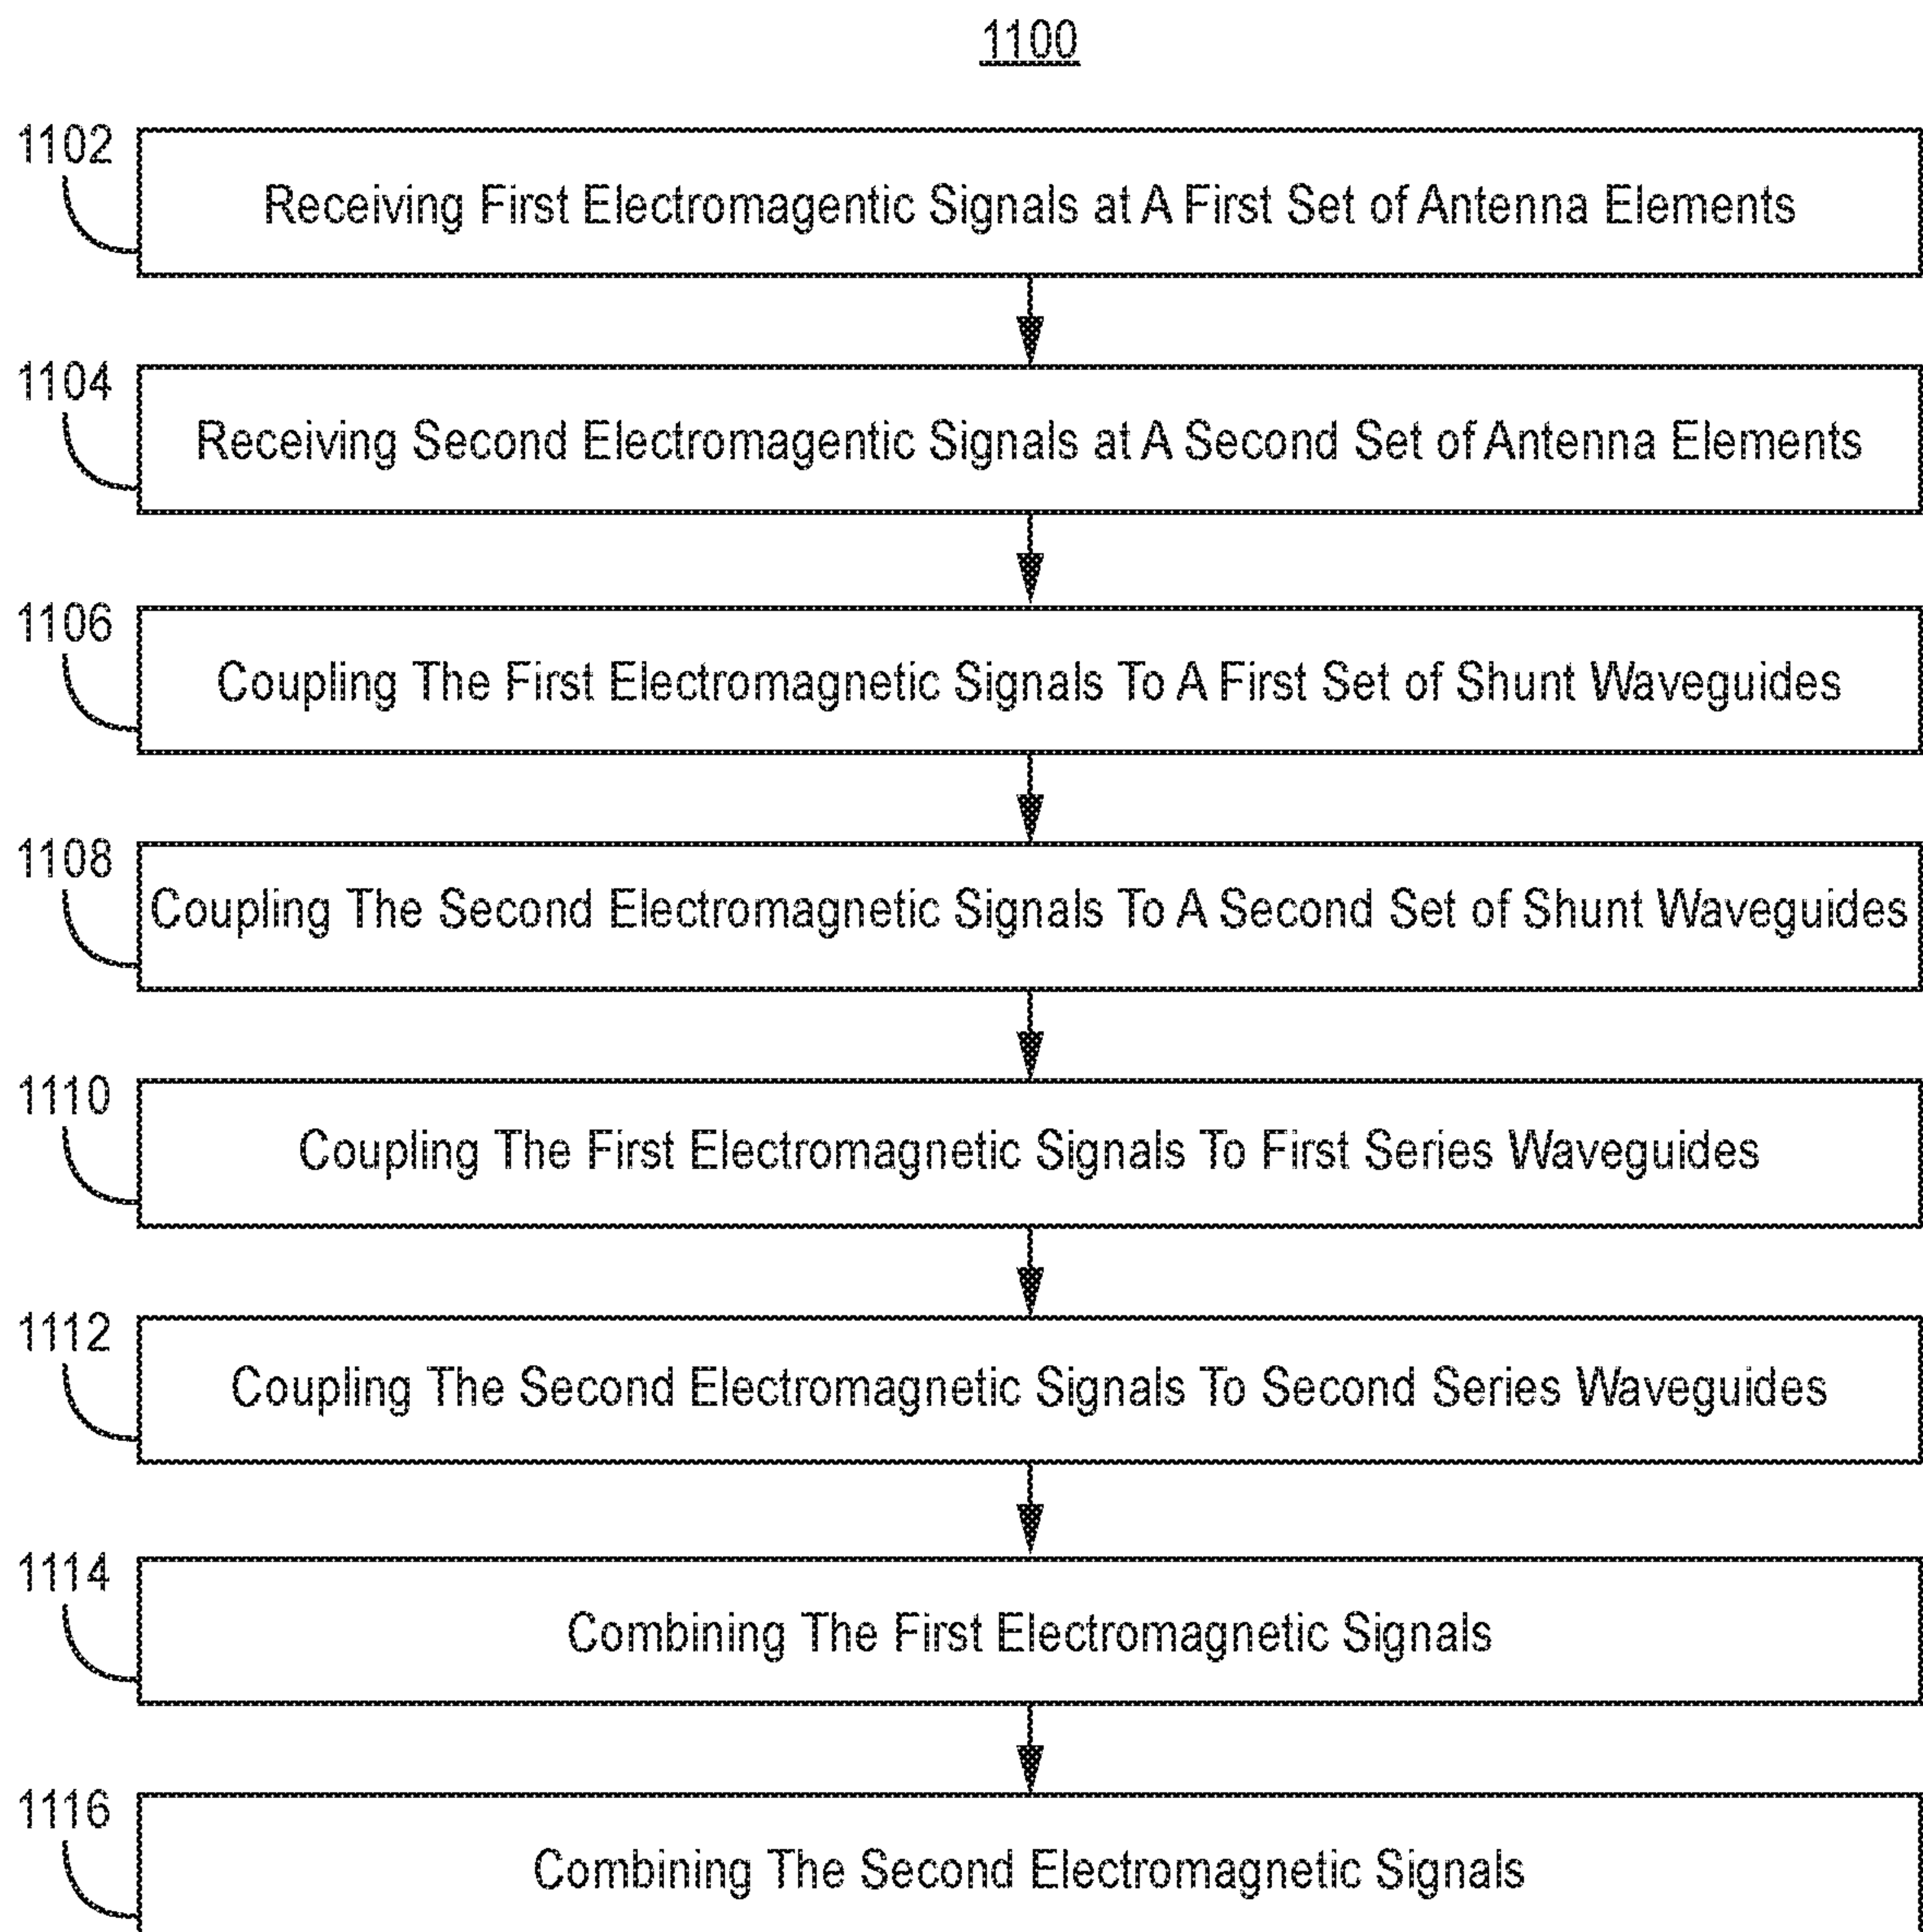 1100
1102
Receiving First Electromagentic Signals at A First Set of Antenna Elements
1104
Receiving Second Electromagentic Signals at A Second Set of Antenna Elements
1106
Coupling The First Electromagnetic Signals To A First Set of Shunt Waveguides
1108
Coupling The Second Electromagnetic Signals To A Second Set of Shunt Waveguides
1110
Coupling The First Electromagnetic Signals To First Series Waveguides
1112
Coupling The Second Electromagnetic Signals To Second Series Waveguides
1114
Combining The First Electromagnetic Signals
1116
Combining The Second Electromagnetic Signals